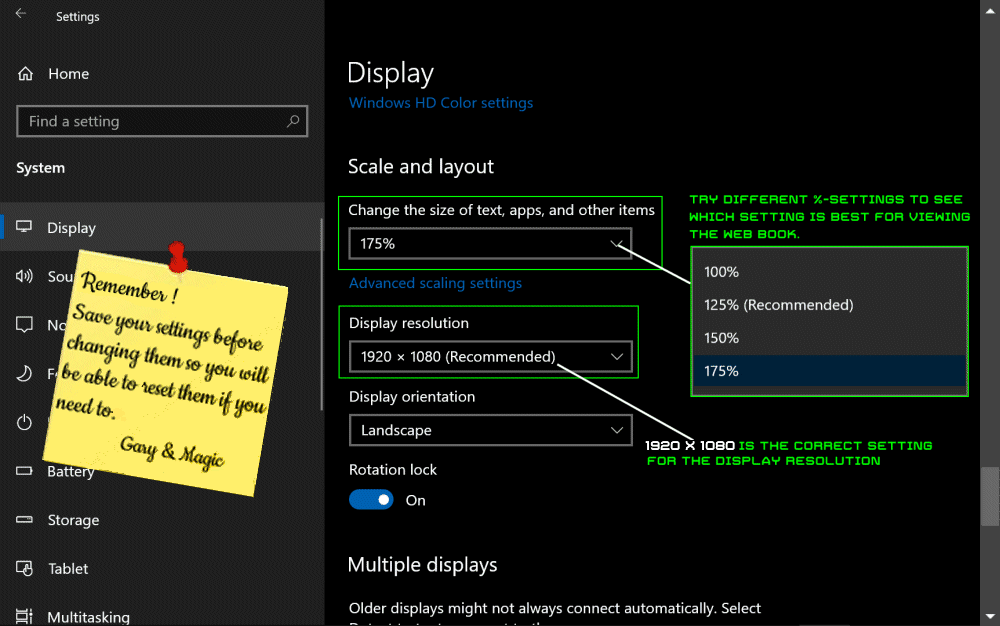 Settings
Home
Find a setting
System
Display
Sou
No
F
Battery
Storage
Tablet
Multitasking
Remember !
Save your settings before
changing them so you will
be able to reset them if you
need to.
Gary & Magic
Display
Windows HD Color settings
Scale and layout
Change the size of text, apps, and other items
175%
Advanced scaling settings
Display resolution
1920 × 1080 (Recommended)
Display orientation
Landscape
Rotation lock
On
Multiple displays
Older displays might not always connect automatically. Select
TRY DIFFERENT %-SETTINGS TO SEE
WHICH SETTING IS BEST FOR VIEWING
THE WEB BOOK.
100%
125% (Recommended)
150%
175%
1920 X 1080 IS THE CORRECT SETTING
FOR THE DISPLAY RESOLUTION